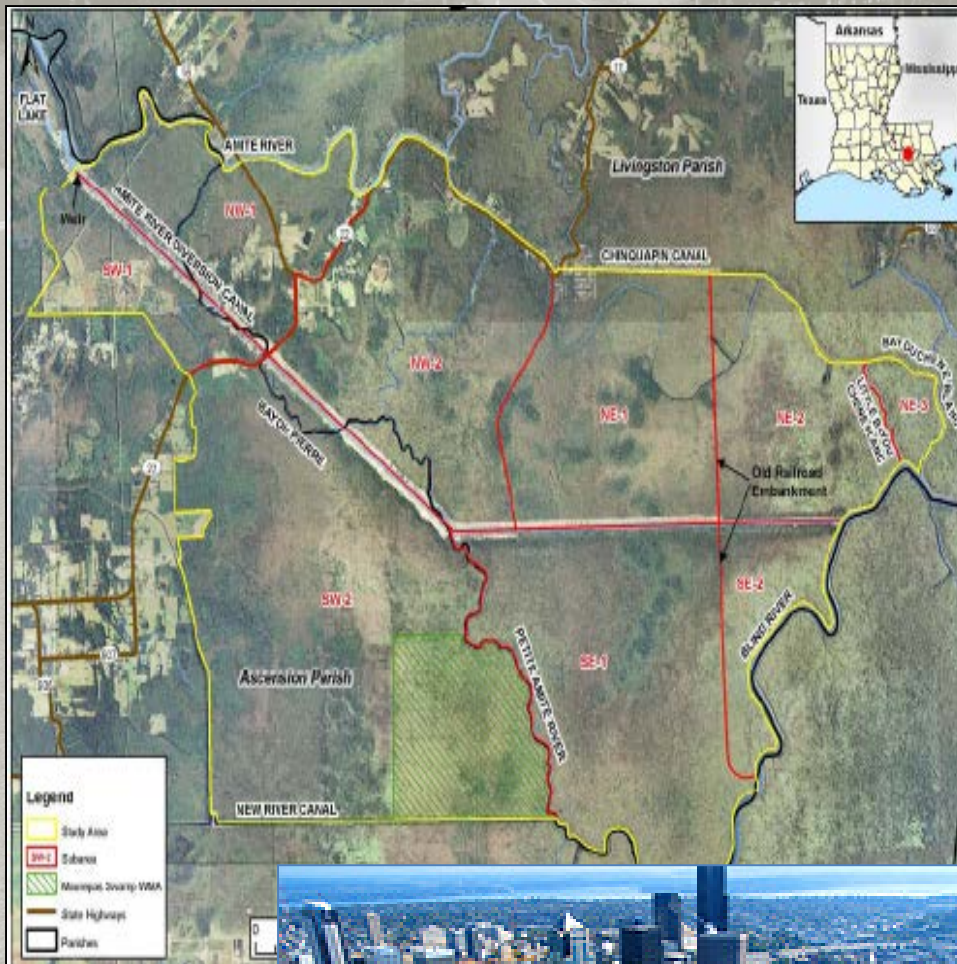 N
Arkansas
Mississippi
Texas
FLAT
LAKE
AMITE RIVER
Livingston Parish
Weir
NW-1
22
AMITE RIVER DIVERSION CANAL
SW-1
CHINQUAPIN CANAL
NW-2
NE-1
NE-2
NE-3
BAYOU PIERRE
Old Railroad
Embankment
SW-2
SE-2
BLIND RIVER
PETITE AMITE RIVER
SE-1
Ascension Parish
NEW RIVER CANAL
Legend
Study Area
Subarea
Maurepas Swamp WMA
State Highways
Parishes
0